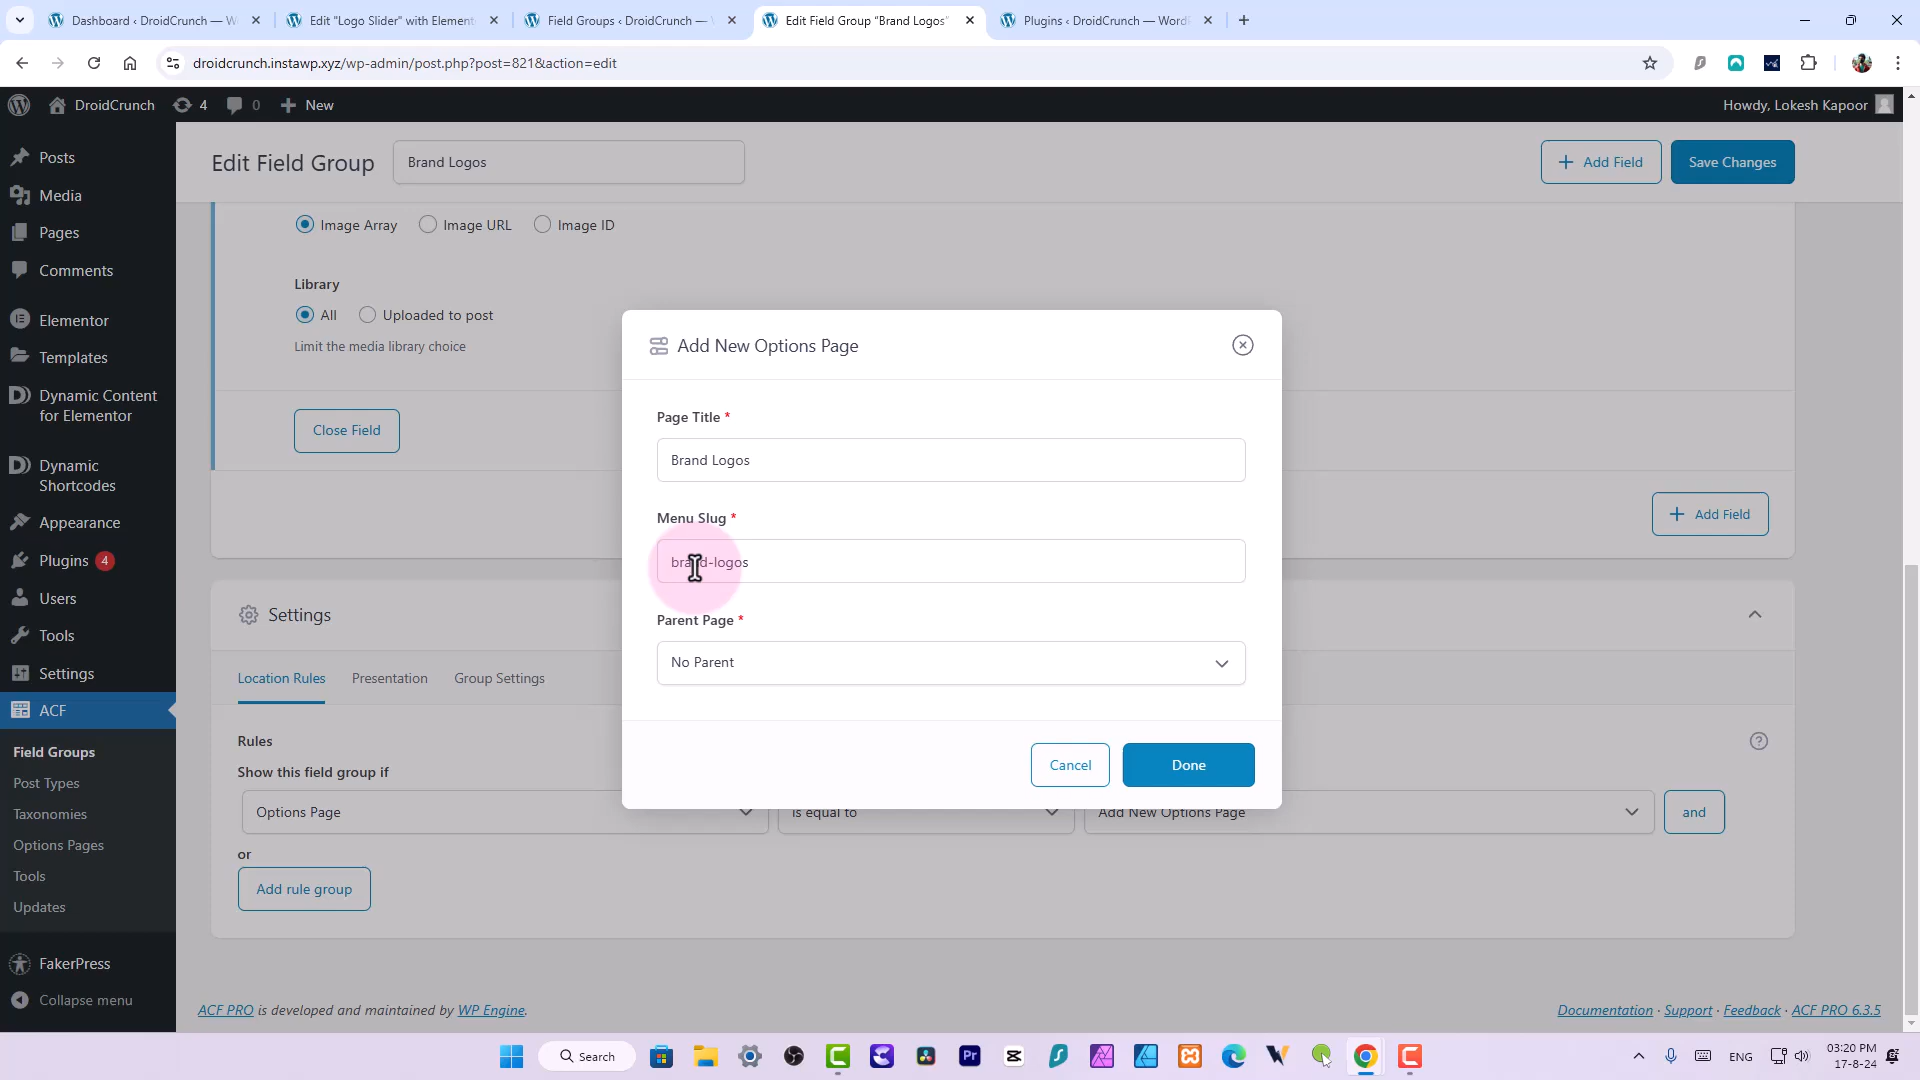 Dashboard ‹ DroidCrunch — W
Edit "Logo Slider" with Element
Field Groups ‹ DroidCrunch —
Edit Field Group "Brand Logos"
Plugins ‹ DroidCrunch — WordP
droidcrunch.instawp.xyz/wp-admin/post.php?post=821&action=edit
DroidCrunch
4
0
New
Howdy, Lokesh Kapoor
Posts
Media
Pages
Comments
Elementor
Templates
Dynamic Content
for Elementor
Dynamic
Shortcodes
Appearance
Plugins 4
Users
Tools
Settings
ACF
Field Groups
Post Types
Taxonomies
Options Pages
Tools
Updates
FakerPress
Collapse menu
Edit Field Group
Brand Logos
Add Field
Save Changes
Image Array
Image URL
Image ID
Library
All
Uploaded to post
Limit the media library choice
Close Field
Add Field
Settings
Location Rules
Presentation
Group Settings
Rules
Show this field group if
Options Page
is equal to
Add New Options Page
and
or
Add rule group
Add New Options Page
Page Title *
Brand Logos
Menu Slug *
brand-logos
Parent Page *
No Parent
Cancel
Done
ACF PRO is developed and maintained by WP Engine.
Documentation · Support · Feedback · ACF PRO 6.3.5
Search
Pr
ENG
03:20 PM
17-8-24